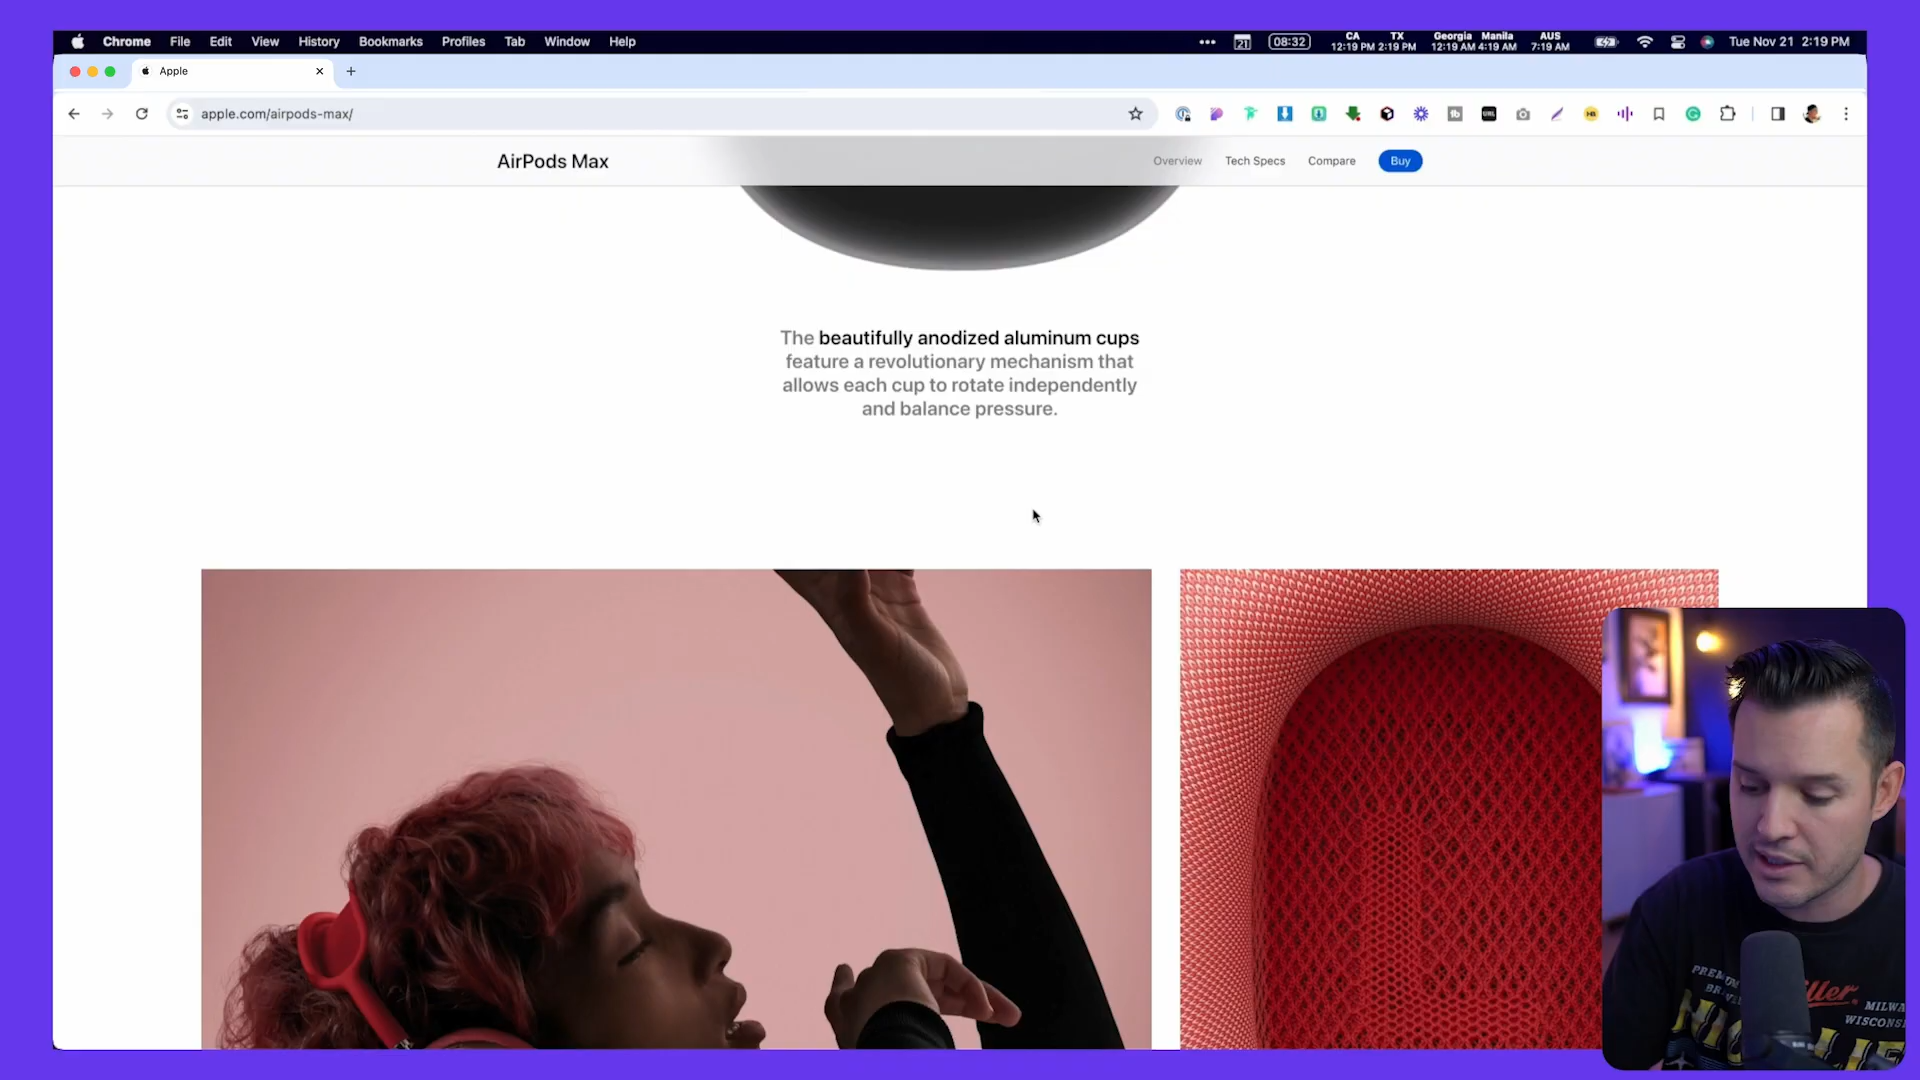 Chrome File Edit View History Bookmarks Profiles Tab Window Help
21 08:32 CA TX Georgia Manila AUS Tue Nov 21 2:19 PM
12:19 PM 2:19 PM 12:19 AM 4:19 AM 7:19 AM
Apple
apple.com/airpods-max/
AirPods Max Overview Tech Specs Compare Buy
The beautifully anodized aluminum cups
feature a revolutionary mechanism that
allows each cup to rotate independently
and balance pressure.
MILWA
WISCONS